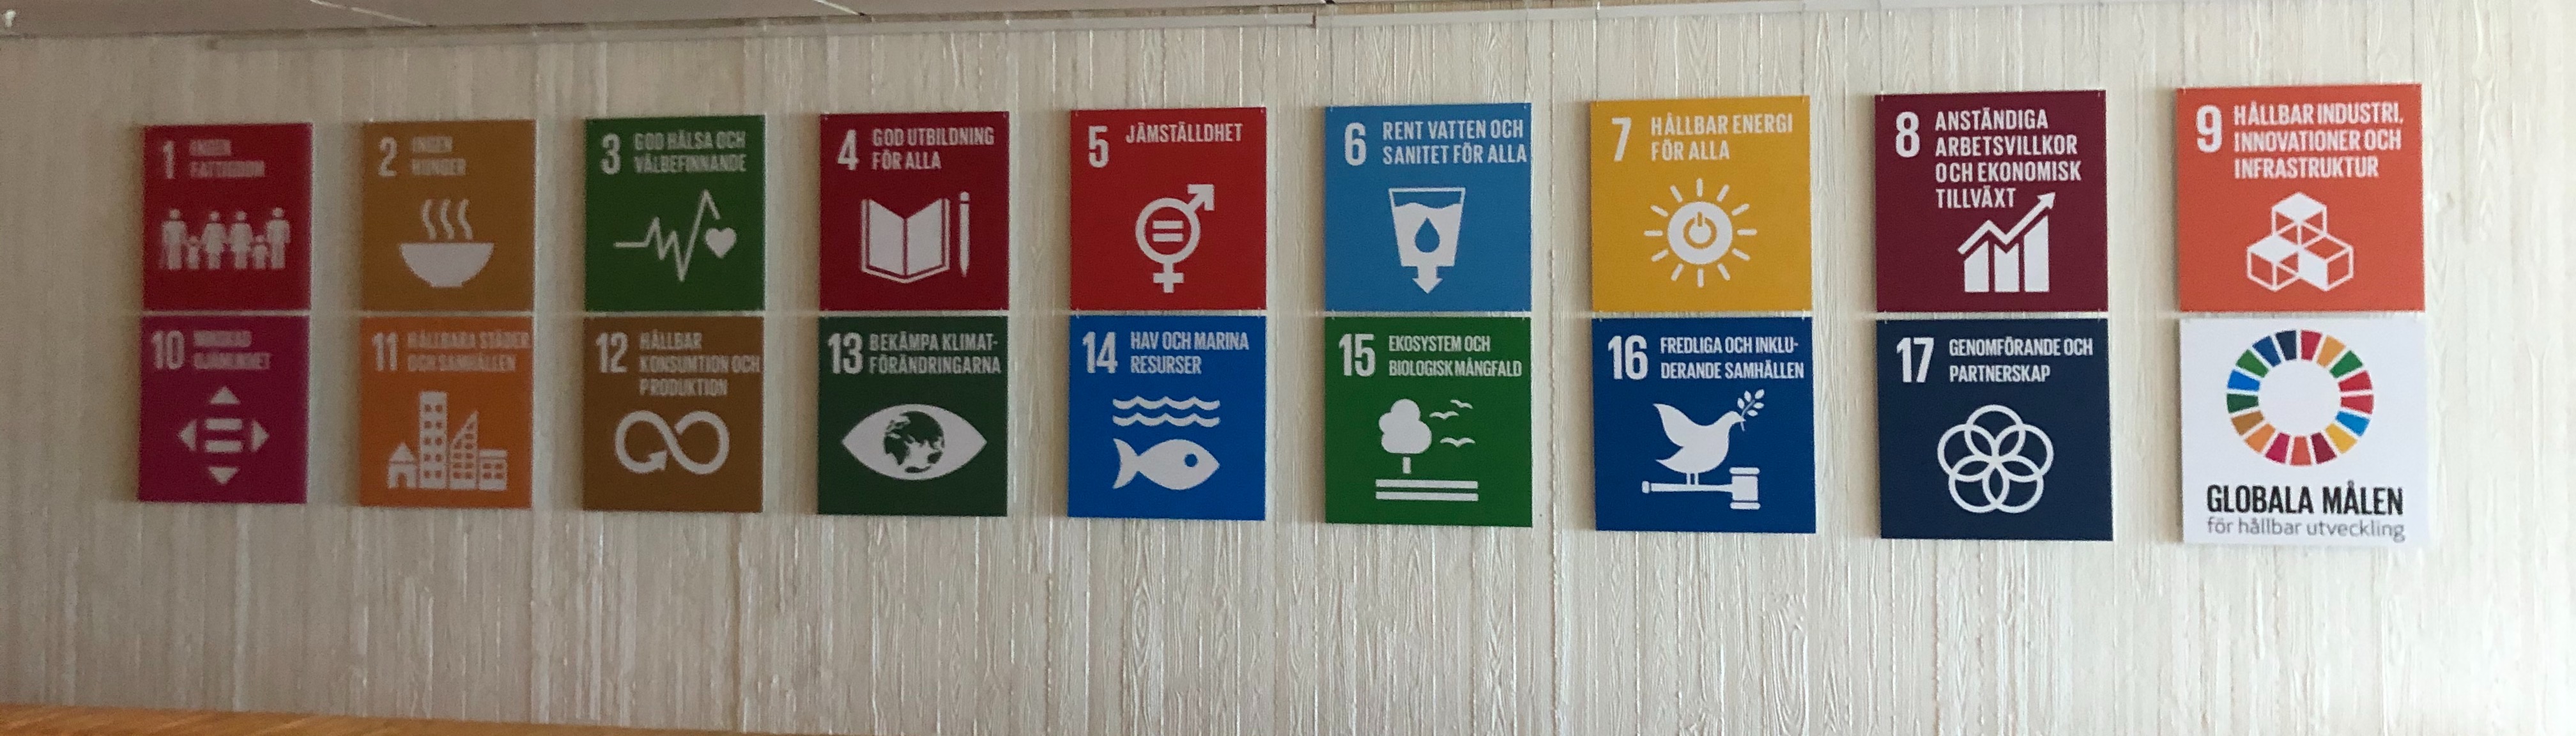 1 INGEN
FATTIGDOM
2 INGEN
HUNGER
3 GOD HÄLSA OCH
VÄLBEFINNANDE
4 GOD UTBILDNING
FÖR ALLA
5 JÄMSTÄLLDHET
6 RENT VATTEN OCH
SANITET FÖR ALLA
7 HÅLLBAR ENERGI
FÖR ALLA
8 ANSTÄNDIGA
ARBETSVILLKOR
OCH EKONOMISK
TILLVÄXT
9 HÅLLBAR INDUSTRI,
INNOVATIONER OCH
INFRASTRUKTUR
10 MINSKAD
OJÄMLIKHET
11 HÅLLBARA STÄDER
OCH SAMHÄLLEN
12 HÅLLBAR
KONSUMTION OCH
PRODUKTION
13 BEKÄMPA KLIMAT-
FÖRÄNDRINGARNA
14 HAV OCH MARINA
RESURSER
15 EKOSYSTEM OCH
BIOLOGISK MÅNGFALD
16 FREDLIGA OCH INKLU-
DERANDE SAMHÄLLEN
17 GENOMFÖRANDE OCH
PARTNERSKAP
GLOBALA MÅLEN
för hållbar utveckling